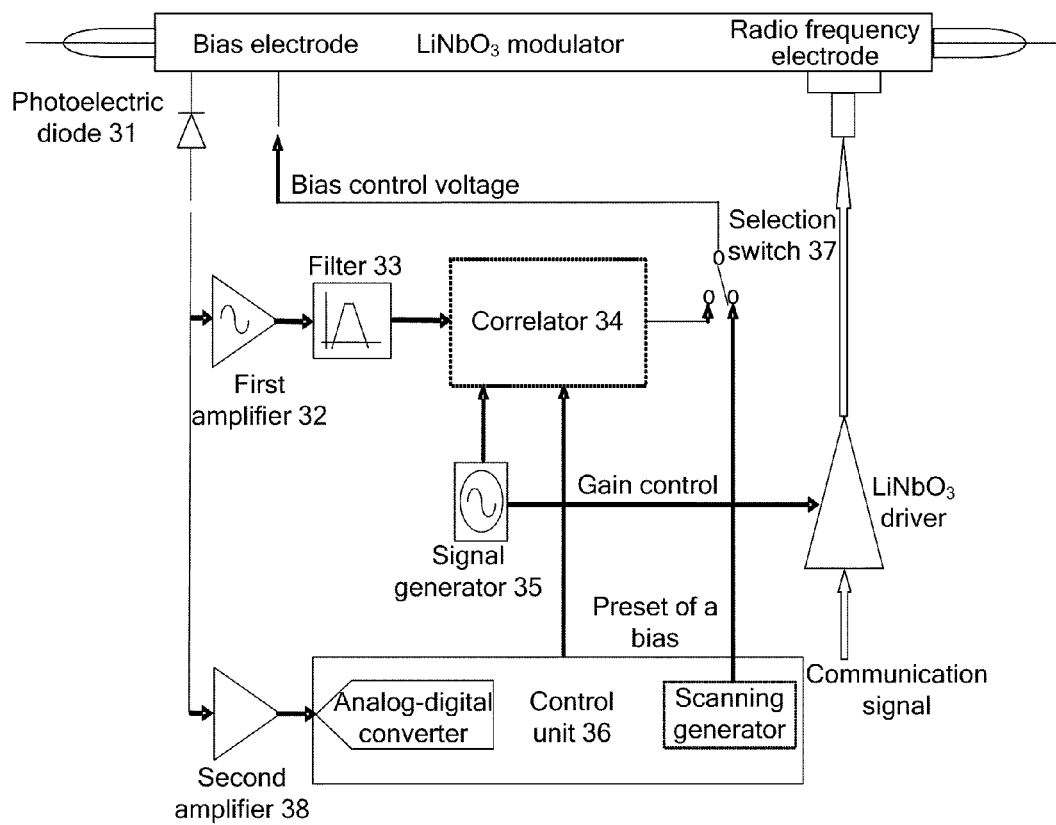 Bias electrode
LiNbO₃ modulator
Radio frequency
electrode
Photoelectric
diode 31
Bias control voltage
Selection
switch 37
Filter 33
Correlator 34
First
amplifier 32
Gain control
LiNbO₃
driver
Signal
generator 35
Preset of a
bias
Communication
signal
Analog-digital
converter
Control
unit 36
Scanning
generator
Second
amplifier 38